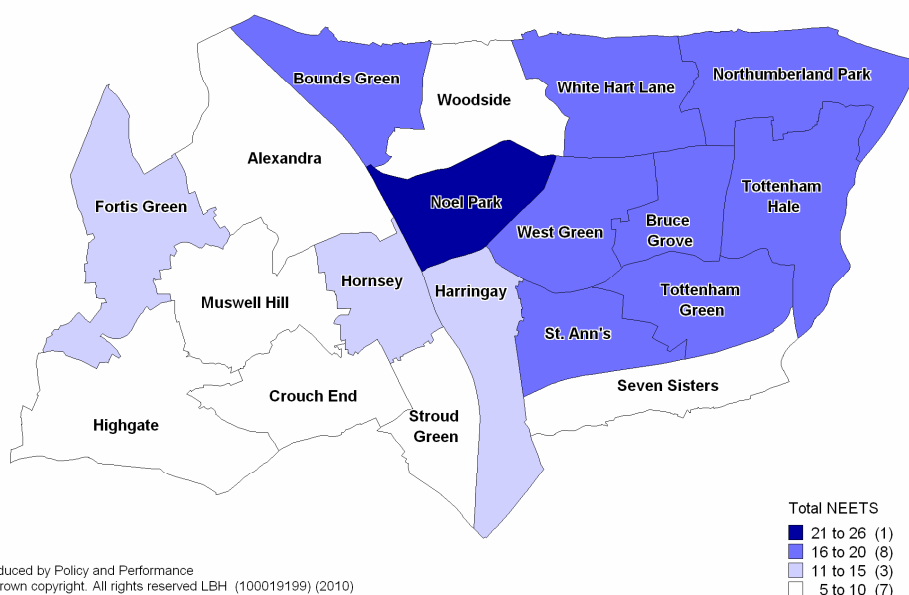 Bounds Green
White Hart Lane
Northumberland Park
Woodside
Alexandra
Fortis Green
Noel Park
Tottenham
Hale
West Green
Bruce
Grove
Hornsey
Harringay
Muswell Hill
Tottenham
Green
St. Ann's
Seven Sisters
Crouch End
Stroud
Green
Highgate
Total NEETS
21 to 26 (1)
16 to 20 (8)
11 to 15 (3)
5 to 10 (7)
duced by Policy and Performance
rown copyright. All rights reserved LBH (100019199) (2010)